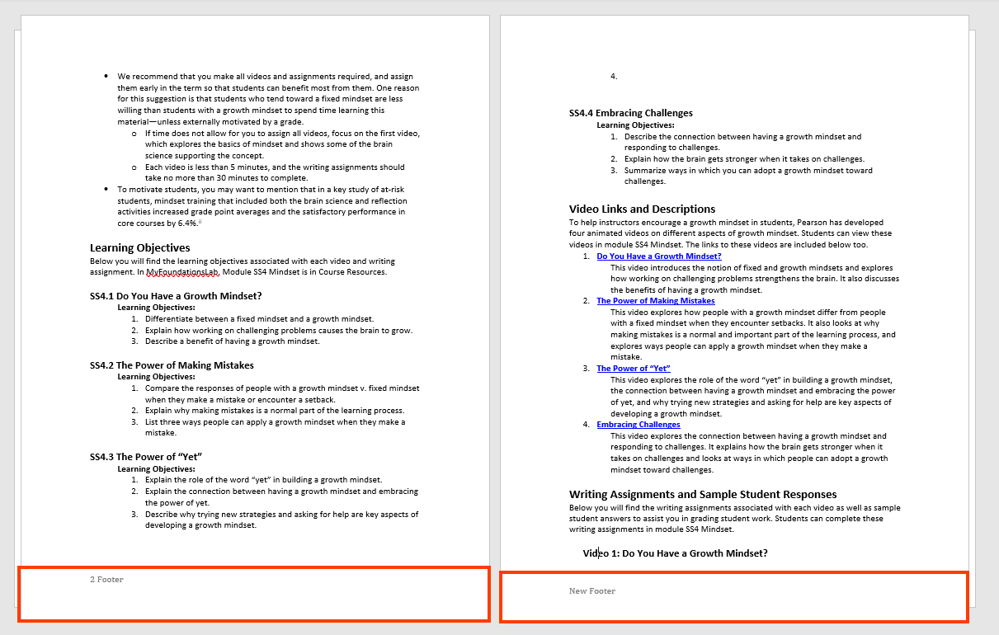 • We recommend that you make all videos and assignments required, and assign
them early in the term so that students can benefit most from them. One reason
for this suggestion is that students who tend toward a fixed mindset are less
willing than students with a growth mindset to spend time learning this
material—unless externally motivated by a grade.
o If time does not allow for you to assign all videos, focus on the first video,
which explores the basics of mindset and shows some of the brain
science supporting the concept.
o Each video is less than 5 minutes, and the writing assignments should
take no more than 30 minutes to complete.
• To motivate students, you may want to mention that in a key study of at-risk
students, mindset training that included both the brain science and reflection
activities increased grade point averages and the satisfactory performance in
core courses by 6.4%.ii
Learning Objectives
Below you will find the learning objectives associated with each video and writing
assignment. In MyFoundationsLab, Module SS4 Mindset is in Course Resources.
SS4.1 Do You Have a Growth Mindset?
Learning Objectives:
1. Differentiate between a fixed mindset and a growth mindset.
2. Explain how working on challenging problems causes the brain to grow.
3. Describe a benefit of having a growth mindset.
SS4.2 The Power of Making Mistakes
Learning Objectives:
1. Compare the responses of people with a growth mindset v. fixed mindset
when they make a mistake or encounter a setback.
2. Explain why making mistakes is a normal part of the learning process.
3. List three ways people can apply a growth mindset when they make a
mistake.
SS4.3 The Power of “Yet”
Learning Objectives:
1. Explain the role of the word “yet” in building a growth mindset.
2. Explain the connection between having a growth mindset and embracing
the power of yet.
3. Describe why trying new strategies and asking for help are key aspects of
developing a growth mindset.
2 Footer
4.
SS4.4 Embracing Challenges
Learning Objectives:
1. Describe the connection between having a growth mindset and
responding to challenges.
2. Explain how the brain gets stronger when it takes on challenges.
3. Summarize ways in which you can adopt a growth mindset toward
challenges.
Video Links and Descriptions
To help instructors encourage a growth mindset in students, Pearson has developed
four animated videos on different aspects of growth mindset. Students can view these
videos in module SS4 Mindset. The links to these videos are included below too.
1. Do You Have a Growth Mindset?
This video introduces the notion of fixed and growth mindsets and explores
how working on challenging problems strengthens the brain. It also discusses
the benefits of having a growth mindset.
2. The Power of Making Mistakes
This video explores how people with a growth mindset differ from people
with a fixed mindset when they encounter setbacks. It also looks at why
making mistakes is a normal and important part of the learning process, and
explores ways people can apply a growth mindset when they make a
mistake.
3. The Power of “Yet”
This video explores the role of the word “yet” in building a growth mindset,
the connection between having a growth mindset and embracing the power
of yet, and why trying new strategies and asking for help are key aspects of
developing a growth mindset.
4. Embracing Challenges
This video explores the connection between having a growth mindset and
responding to challenges. It explains how the brain gets stronger when it
takes on challenges and looks at ways in which people can adopt a growth
mindset toward challenges.
Writing Assignments and Sample Student Responses
Below you will find the writing assignments associated with each video as well as sample
student answers to assist you in grading student work. Students can complete these
writing assignments in module SS4 Mindset.
Video 1: Do You Have a Growth Mindset?
New Footer